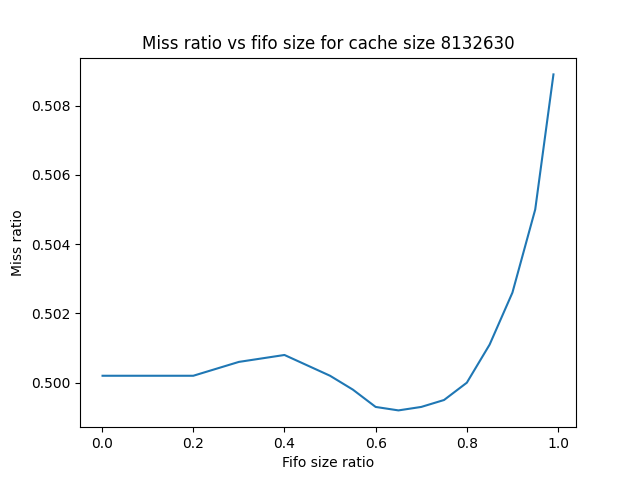 Miss ratio vs fifo size for cache size 8132630
Miss ratio
0.508
0.506
0.504
0.502
0.500
0.0 0.2 0.4 0.6 0.8 1.0
Fifo size ratio